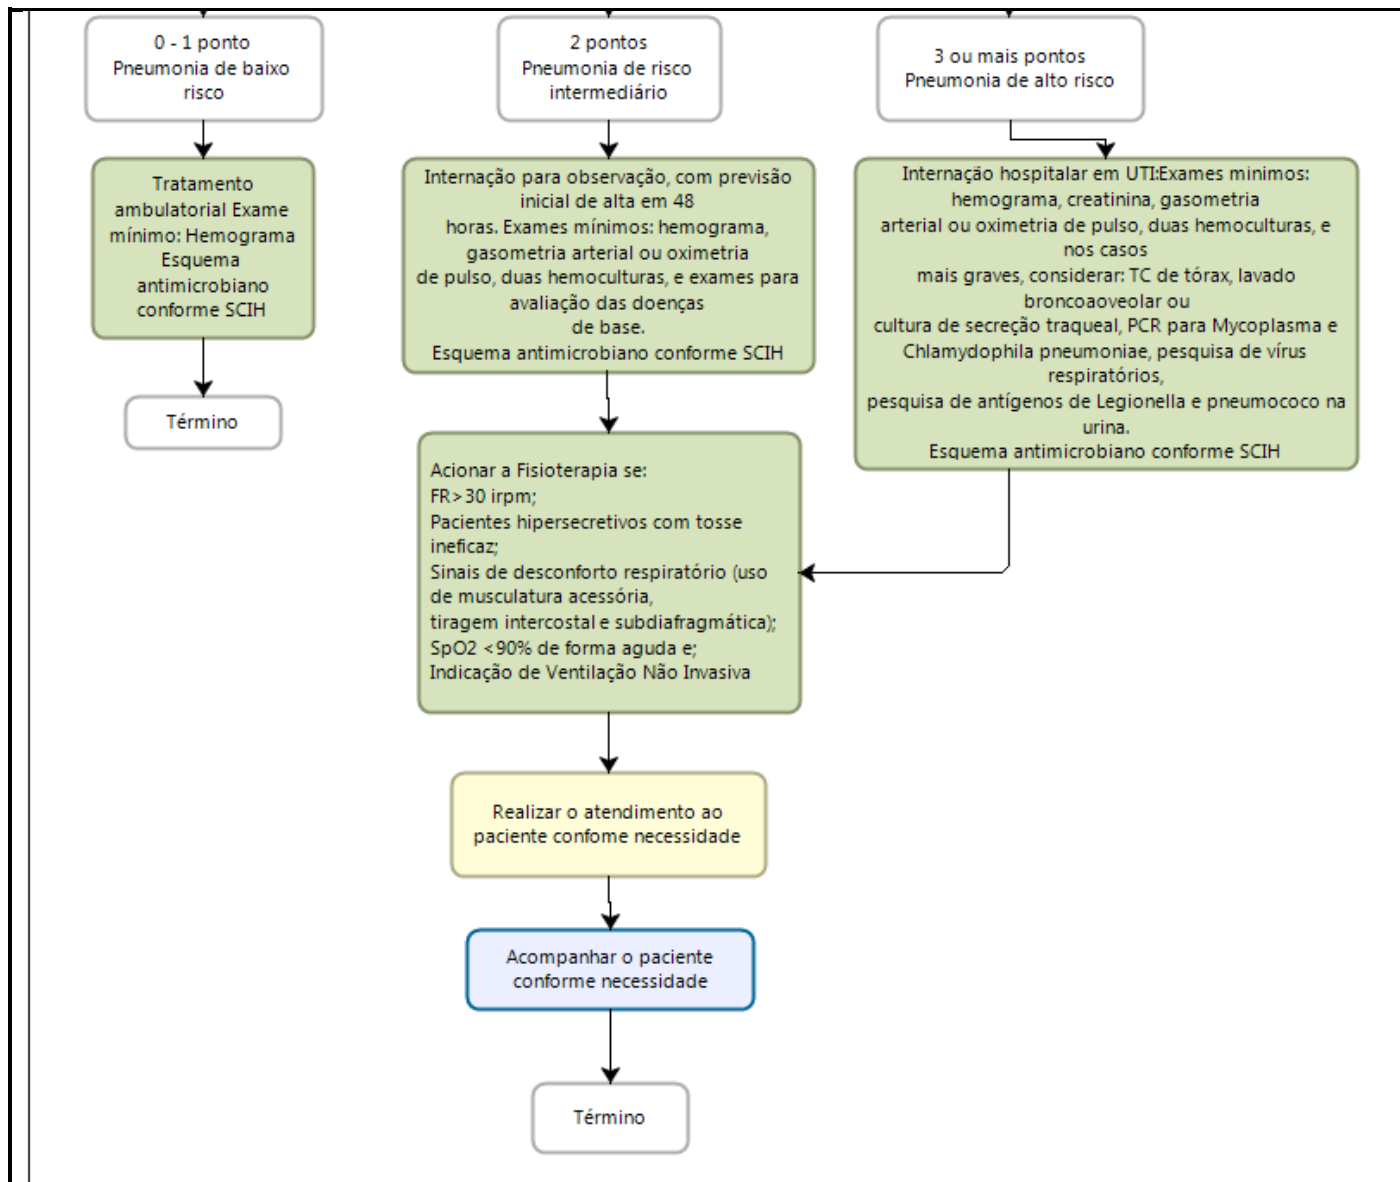 0 - 1 ponto
Pneumonia de baixo
risco
2 pontos
Pneumonia de risco
intermediário
3 ou mais pontos
Pneumonia de alto risco
Tratamento
ambulatorial Exame
mínimo: Hemograma
Esquema
antimicrobiano
conforme SCIH
Internação para observação, com previsão
inicial de alta em 48
horas. Exames mínimos: hemograma,
gasometria arterial ou oximetria
de pulso, duas hemoculturas, e exames para
avaliação das doenças
de base.
Esquema antimicrobiano conforme SCIH
Internação hospitalar em UTI:Exames minimos:
hemograma, creatinina, gasometria
arterial ou oximetria de pulso, duas hemoculturas, e
nos casos
mais graves, considerar: TC de tórax, lavado
broncoaoveolar ou
cultura de secreção traqueal, PCR para Mycoplasma e
Chlamydophila pneumoniae, pesquisa de vírus
respiratórios,
pesquisa de antígenos de Legionella e pneumococo na
urina.
Esquema antimicrobiano conforme SCIH
Término
Acionar a Fisioterapia se:
FR>30 irpm;
Pacientes hipersecretivos com tosse
ineficaz;
Sinais de desconforto respiratório (uso
de musculatura acessória,
tiragem intercostal e subdiafragmática);
SpO2 <90% de forma aguda e;
Indicação de Ventilação Não Invasiva
Realizar o atendimento ao
paciente confome necessidade
Acompanhar o paciente
conforme necessidade
Término